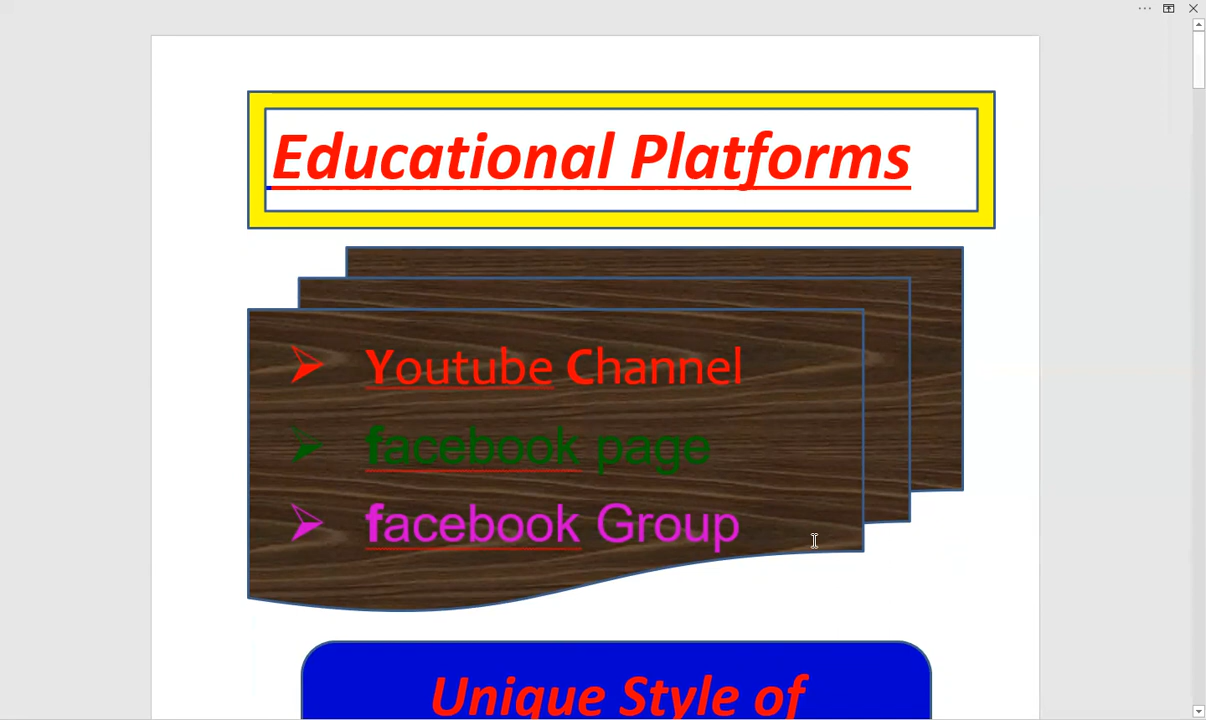 Educational Platforms
Youtube Channel
facebook page
facebook Group
Unique Style of